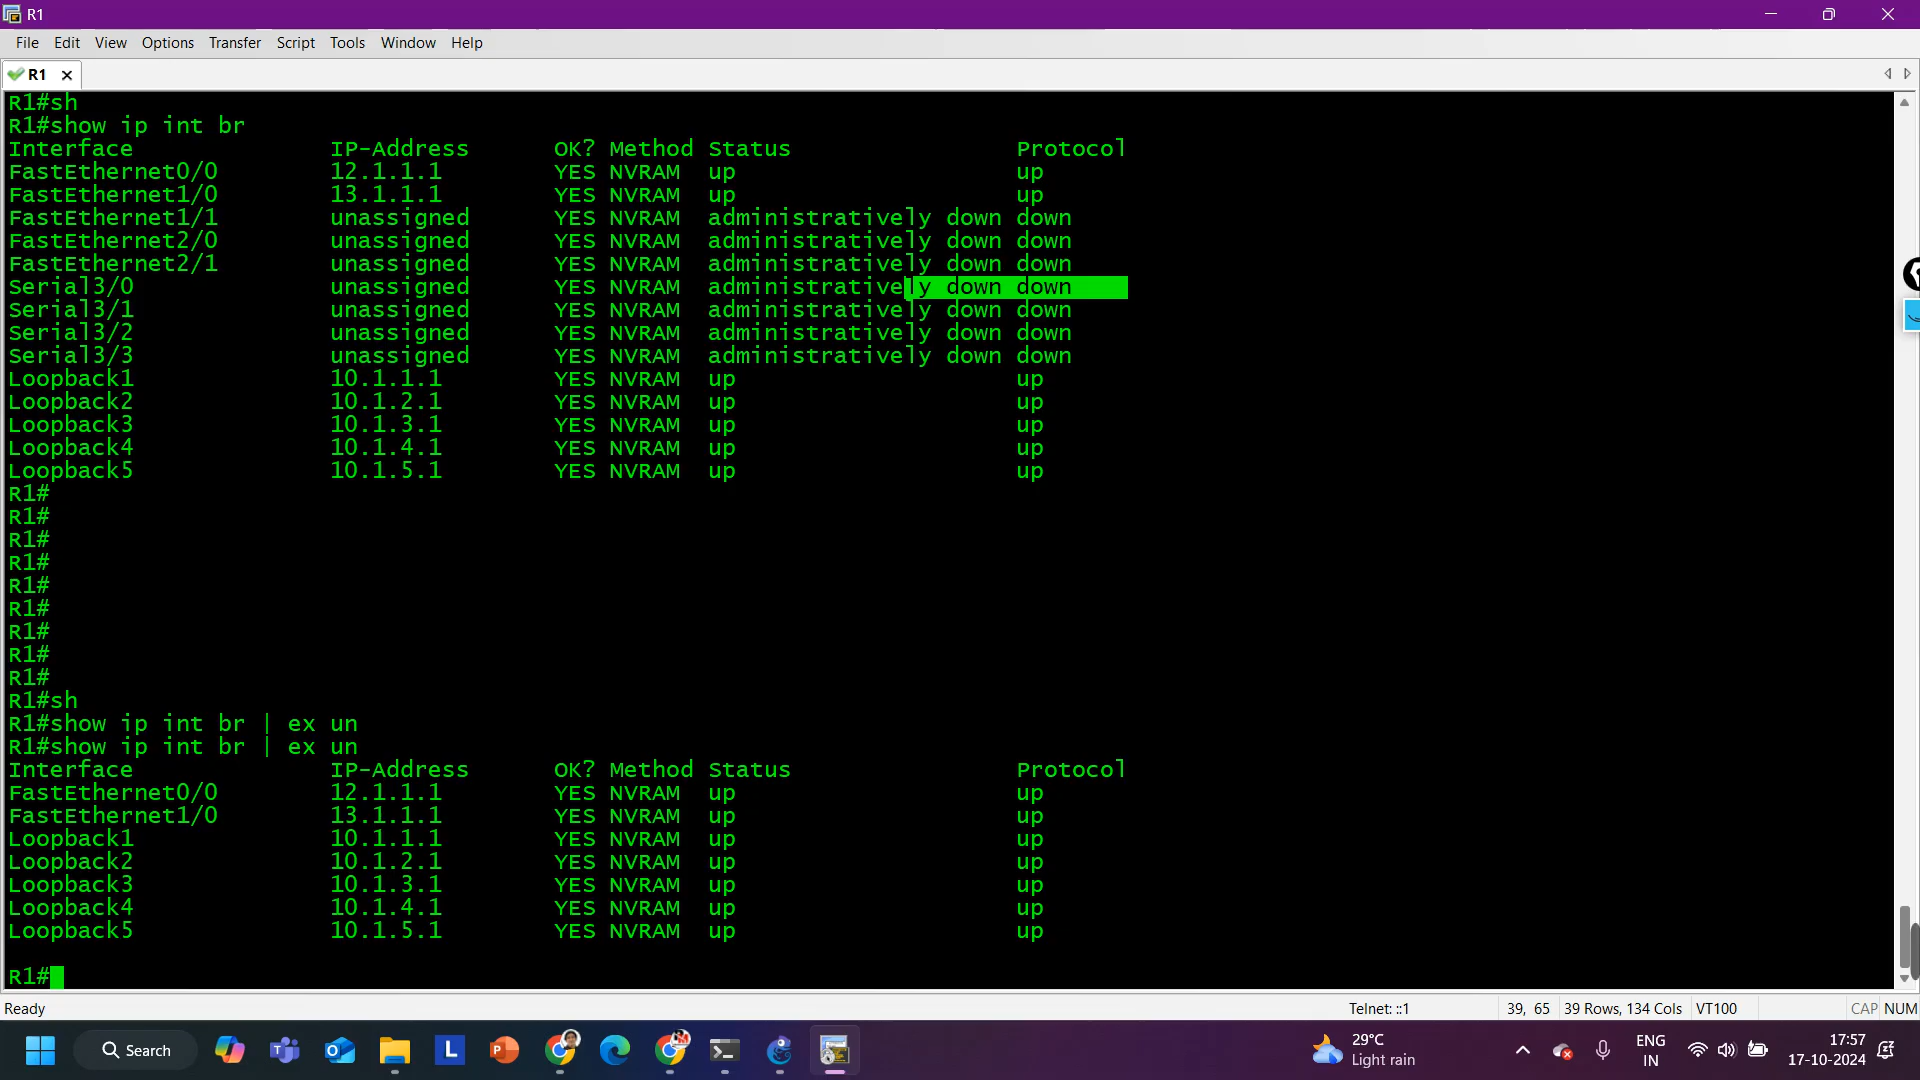 R1
File Edit View Options Transfer Script Tools Window Help
R1
R1#sh
R1#show ip int br
Interface IP-Address OK? Method Status Protocol
FastEthernet0/0 12.1.1.1 YES NVRAM up up
FastEthernet1/0 13.1.1.1 YES NVRAM up up
FastEthernet1/1 unassigned YES NVRAM administratively down down
FastEthernet2/0 unassigned YES NVRAM administratively down down
FastEthernet2/1 unassigned YES NVRAM administratively down down
Serial3/0 unassigned YES NVRAM administratively down down
Serial3/1 unassigned YES NVRAM administratively down down
Serial3/2 unassigned YES NVRAM administratively down down
Serial3/3 unassigned YES NVRAM administratively down down
Loopback1 10.1.1.1 YES NVRAM up up
Loopback2 10.1.2.1 YES NVRAM up up
Loopback3 10.1.3.1 YES NVRAM up up
Loopback4 10.1.4.1 YES NVRAM up up
Loopback5 10.1.5.1 YES NVRAM up up
R1#
R1#
R1#
R1#
R1#
R1#
R1#
R1#
R1#
R1#sh
R1#show ip int br | ex un
R1#show ip int br | ex un
Interface IP-Address OK? Method Status Protocol
FastEthernet0/0 12.1.1.1 YES NVRAM up up
FastEthernet1/0 13.1.1.1 YES NVRAM up up
Loopback1 10.1.1.1 YES NVRAM up up
Loopback2 10.1.2.1 YES NVRAM up up
Loopback3 10.1.3.1 YES NVRAM up up
Loopback4 10.1.4.1 YES NVRAM up up
Loopback5 10.1.5.1 YES NVRAM up up
R1#
Ready Telnet: ::1 39, 65 39 Rows, 134 Cols VT100 CAP NUM
Search L P 29°C ENG 17:57
Light rain IN 17-10-2024